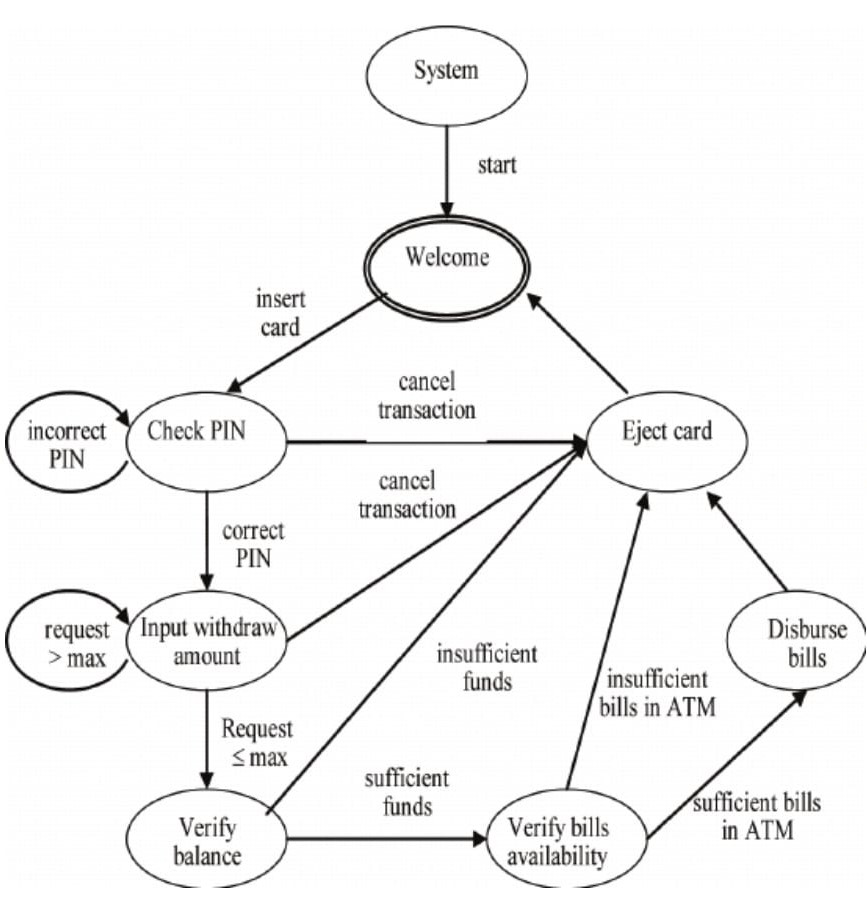 System
start
Welcome
insert
card
cancel
transaction
incorrect
PIN
Check PIN
Eject card
cancel
transaction
correct
PIN
request
> max
Input withdraw
amount
Disburse
bills
insufficient
funds
insufficient
bills in ATM
Request
≤ max
sufficient
funds
sufficient bills
in ATM
Verify
balance
Verify bills
availability